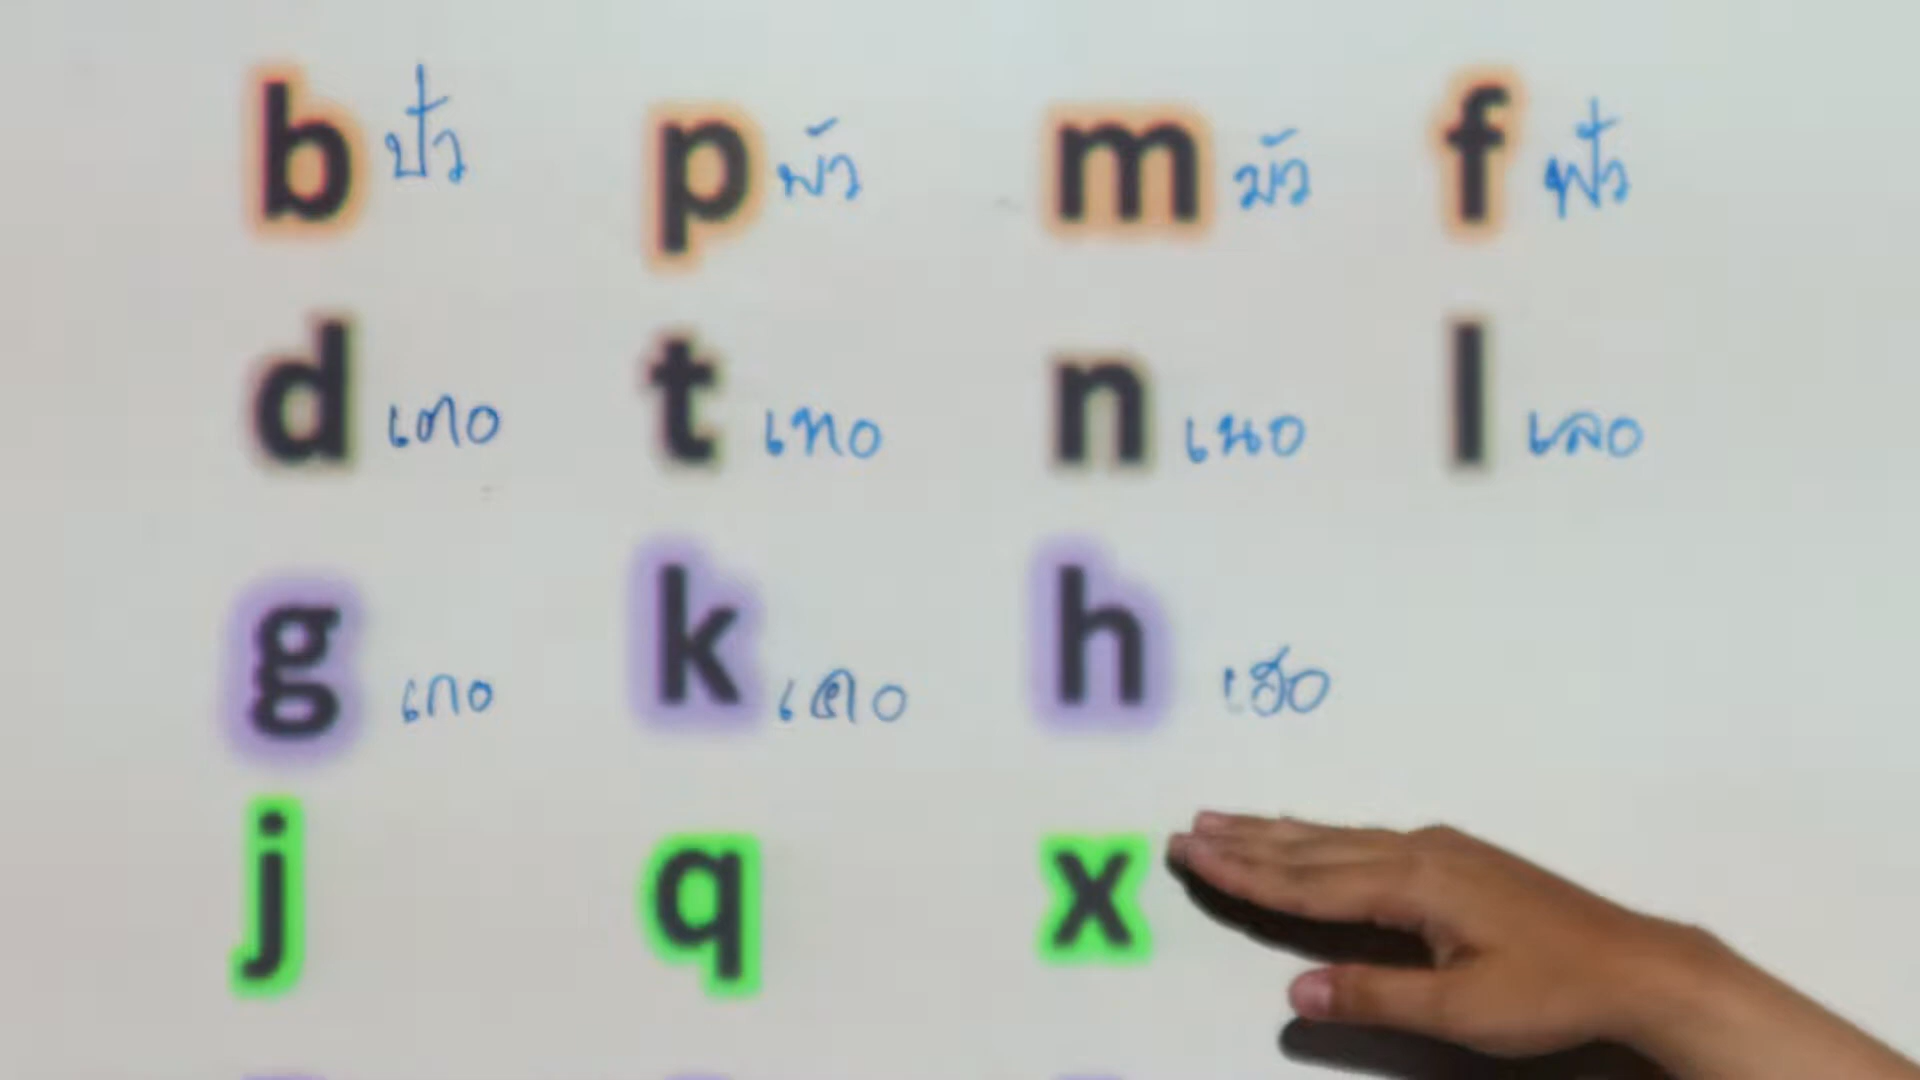 b ปัว p พัว m มัว f ฟัว
d เตอ t เทอ n เนอ l เลอ
g เกอ k เคอ h เฮอ
j q x